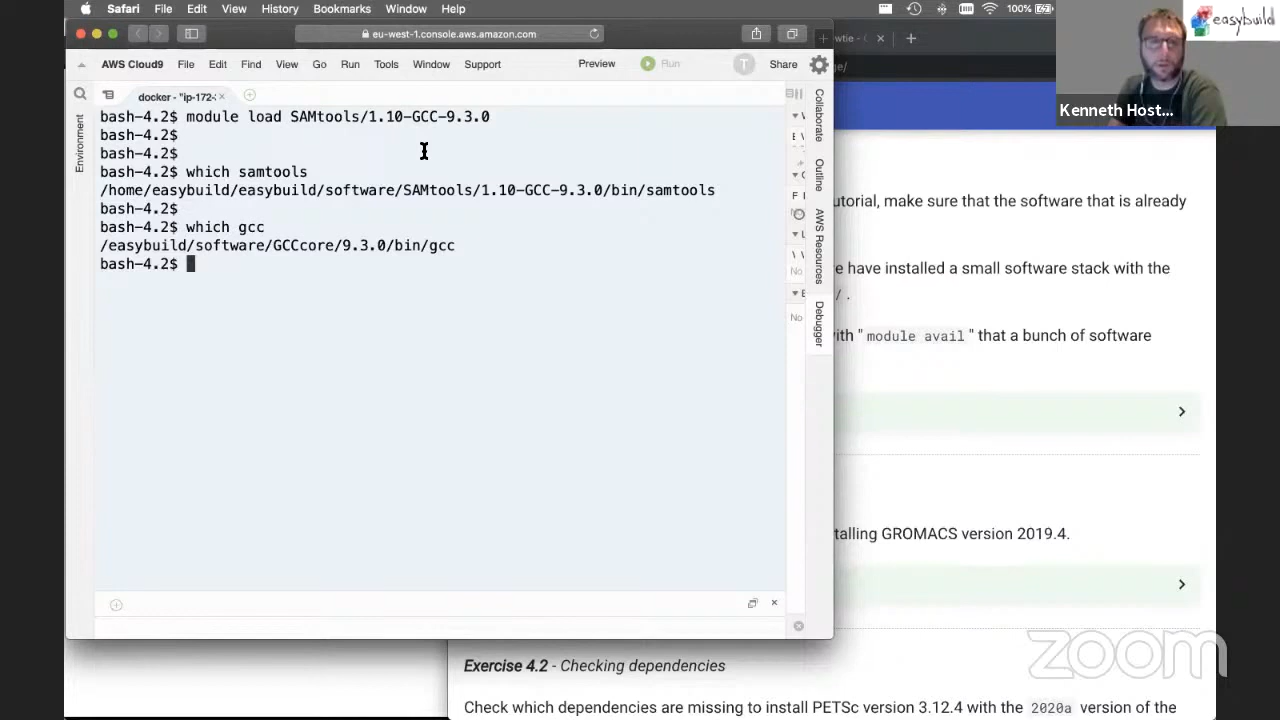 Safari File Edit View History Bookmarks Window Help 100%
eu-west-1.console.aws.amazon.com
easybuild
Kenneth Host...
AWS Cloud9 File Edit Find View Go Run Tools Window Support Preview Run T Share
docker - "ip-172-
wtie -
Environment
Collaborate
Outline
AWS Resources
Debugger
bash-4.2$ module load SAMtools/1.10-GCC-9.3.0
bash-4.2$
bash-4.2$
bash-4.2$ which samtools
/home/easybuild/easybuild/software/SAMtools/1.10-GCC-9.3.0/bin/samtools
bash-4.2$
bash-4.2$ which gcc
/easybuild/software/GCCcore/9.3.0/bin/gcc
bash-4.2$
No
No
utorial, make sure that the software that is already
e have installed a small software stack with the
/ .
ith " module avail " that a bunch of software
talling GROMACS version 2019.4.
Exercise 4.2 - Checking dependencies
Check which dependencies are missing to install PETSc version 3.12.4 with the 2020a version of the
zoom